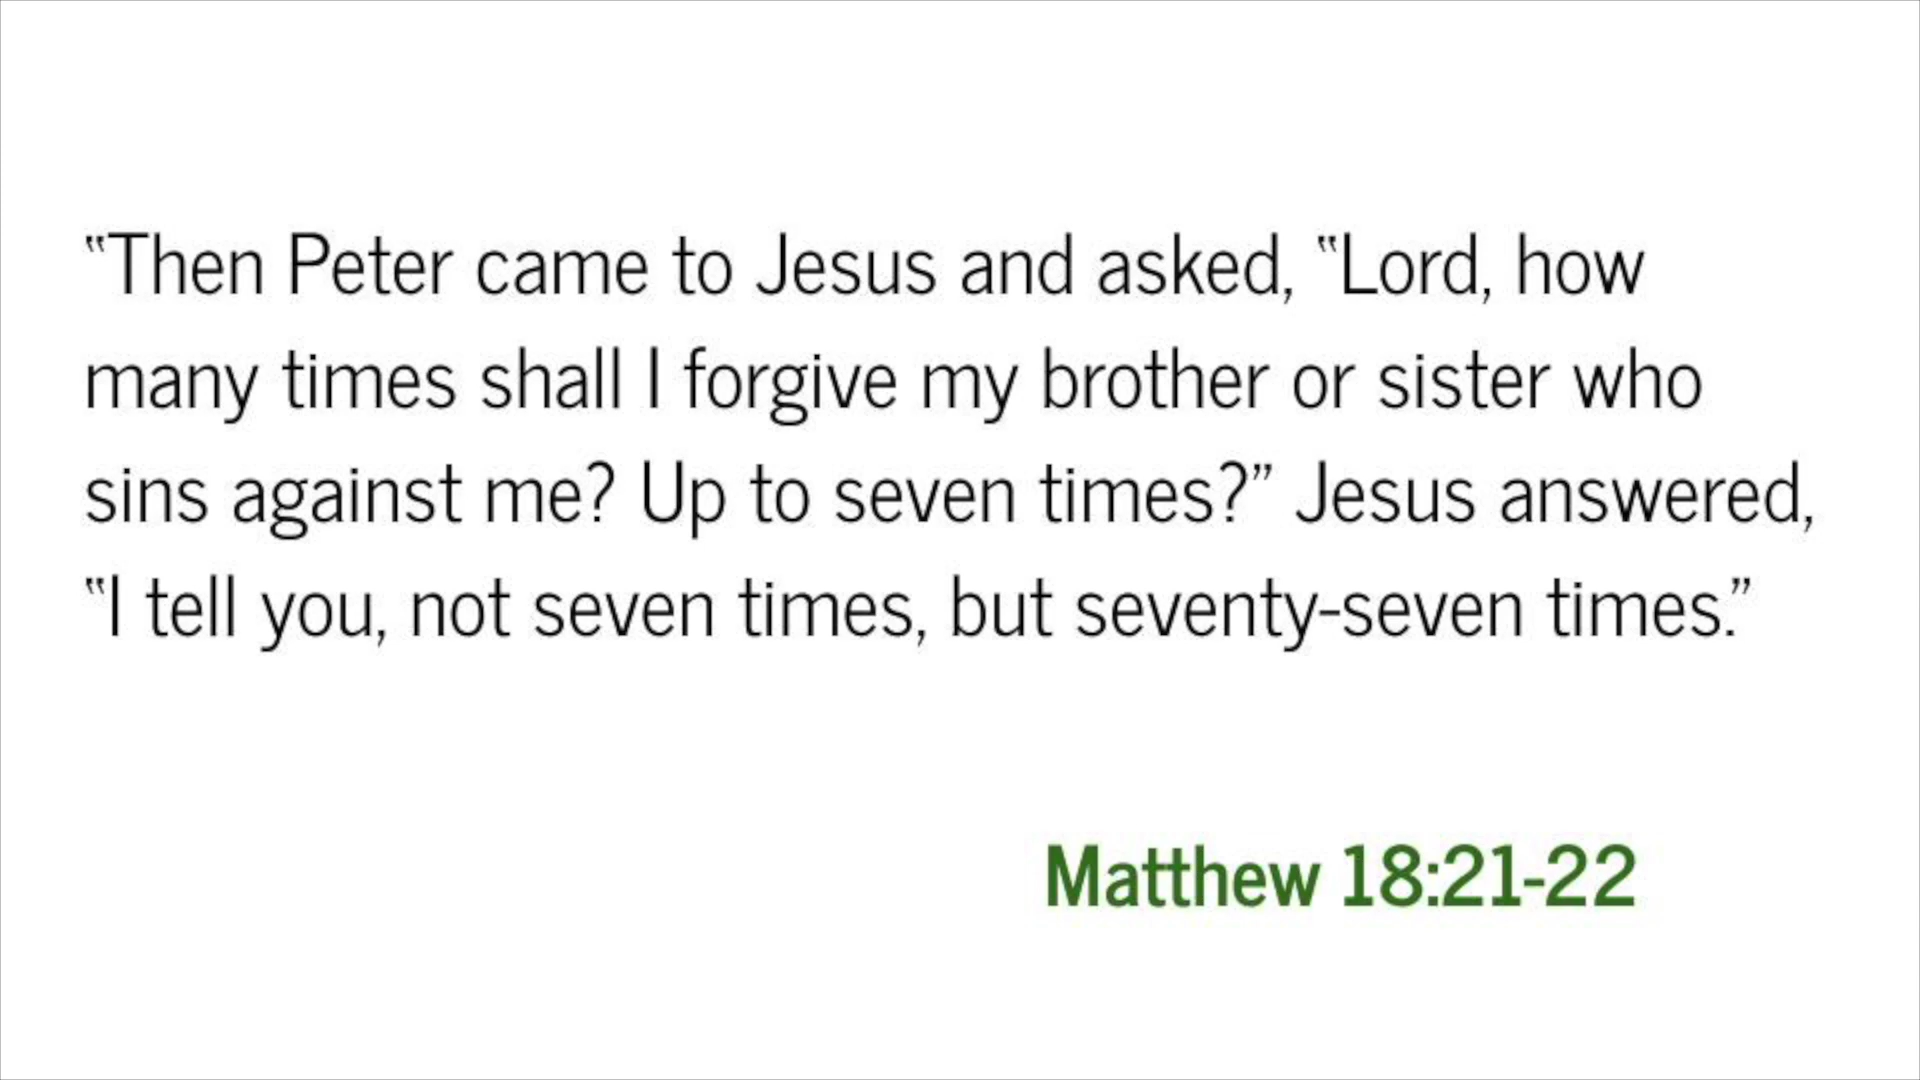 “Then Peter came to Jesus and asked, “Lord, how
many times shall I forgive my brother or sister who
sins against me? Up to seven times?” Jesus answered,
“I tell you, not seven times, but seventy-seven times.”
Matthew 18:21-22